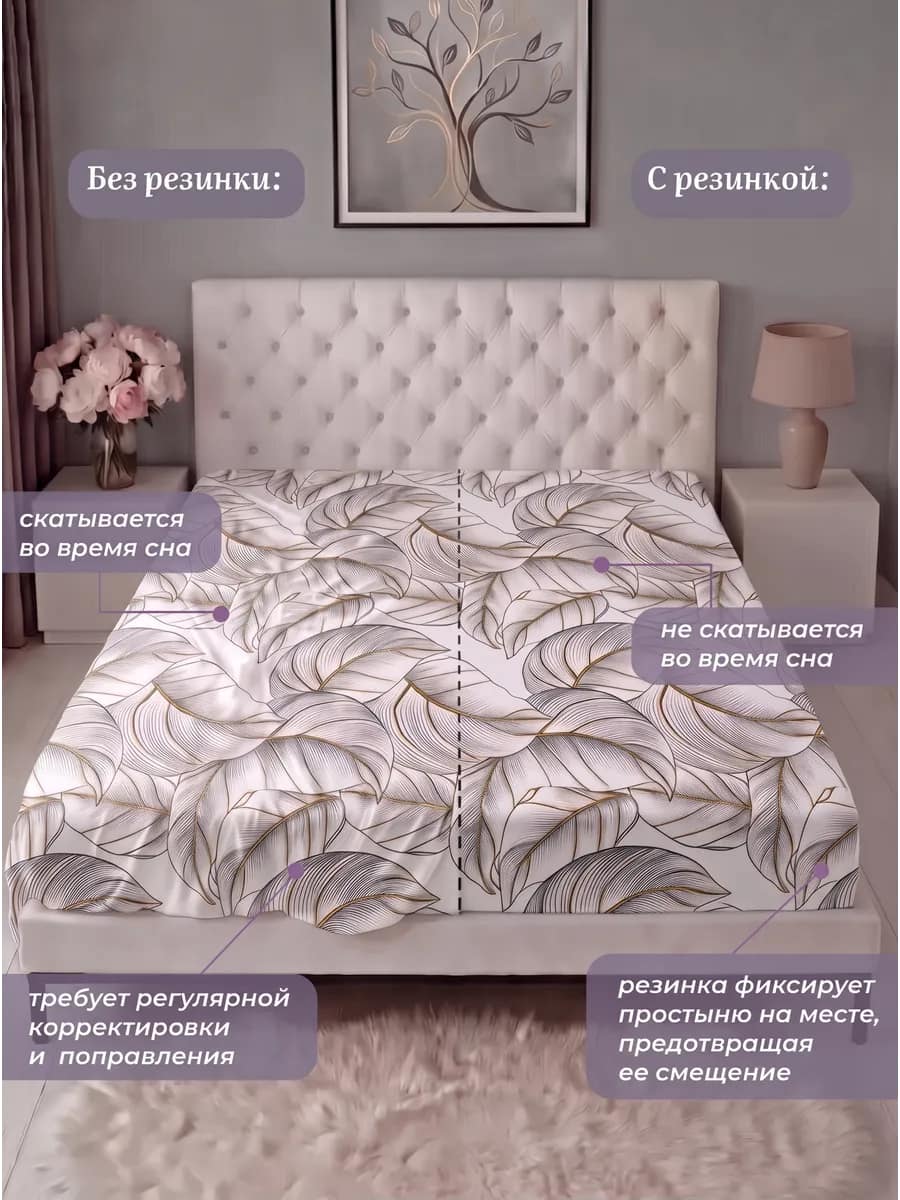 Без резинки:
С резинкой:
скатывается
во время сна
не скатывается
во время сна
требует регулярной
корректировки
и поправления
резинка фиксирует
простыню на месте,
предотвращая
ее смещение